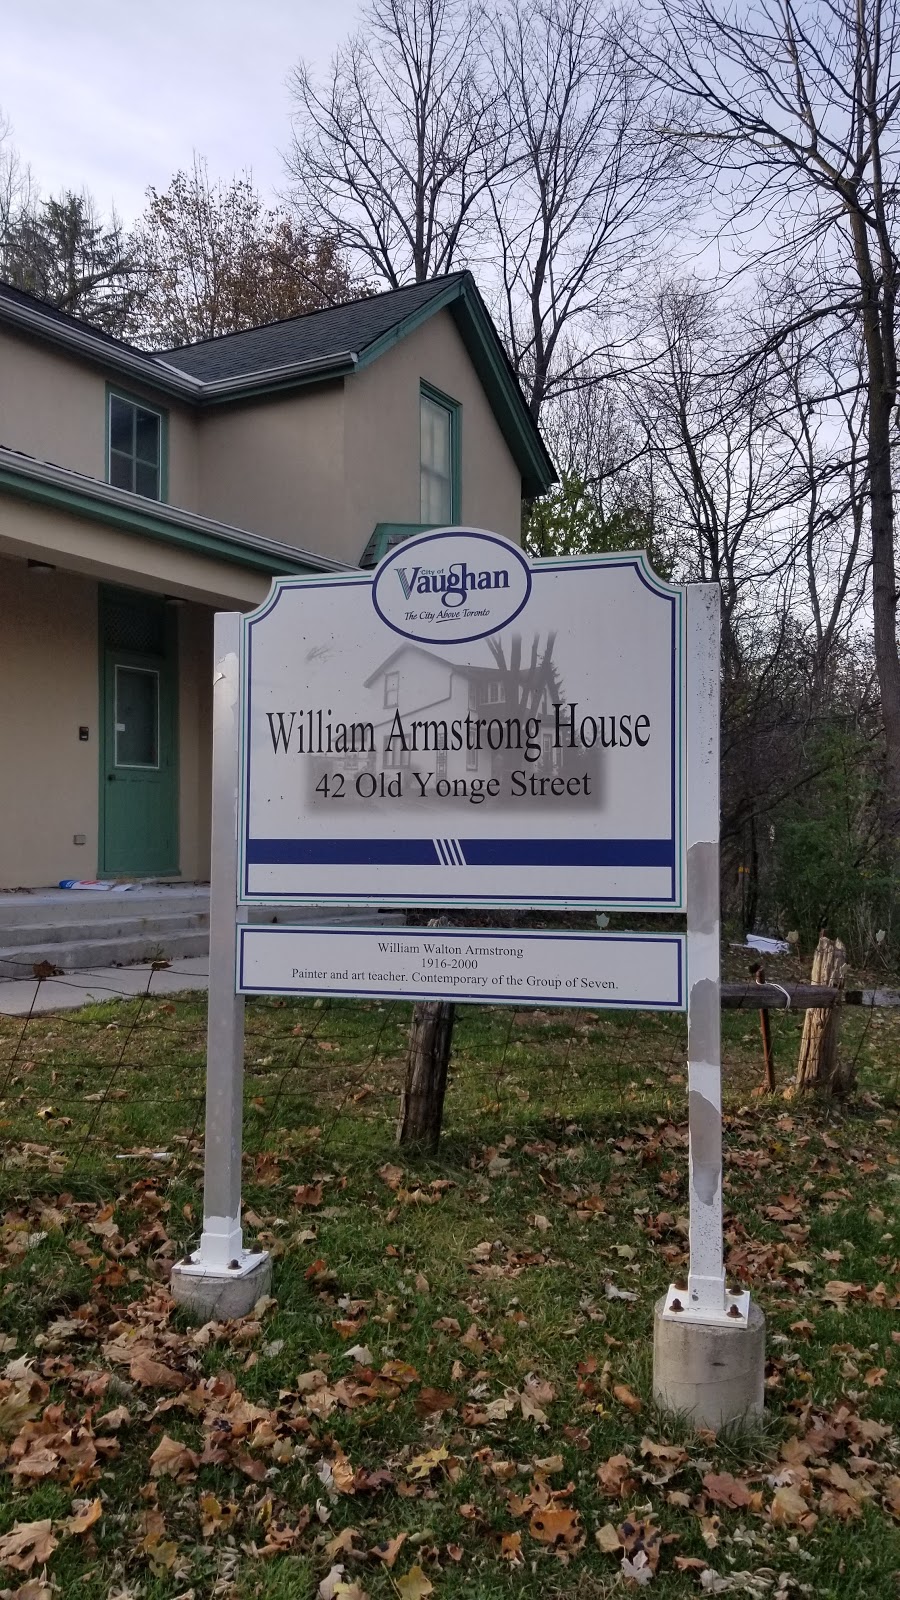 City of
Vaughan
The City Above Toronto
William Armstrong House
42 Old Yonge Street
William Walton Armstrong
1916-2000
Painter and art teacher. Contemporary of the Group of Seven.